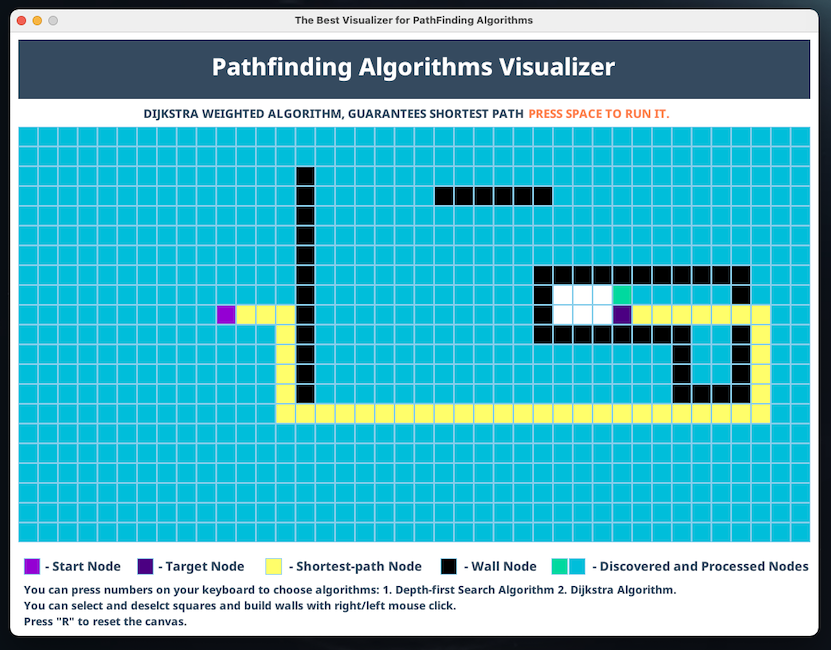 The Best Visualizer for PathFinding Algorithms
Pathfinding Algorithms Visualizer
DIJKSTRA WEIGHTED ALGORITHM, GUARANTEES SHORTEST PATH PRESS SPACE TO RUN IT.
- Start Node - Target Node - Shortest-path Node - Wall Node - Discovered and Processed Nodes
You can press numbers on your keyboard to choose algorithms: 1. Depth-first Search Algorithm 2. Dijkstra Algorithm.
You can select and deselct squares and build walls with right/left mouse click.
Press "R" to reset the canvas.